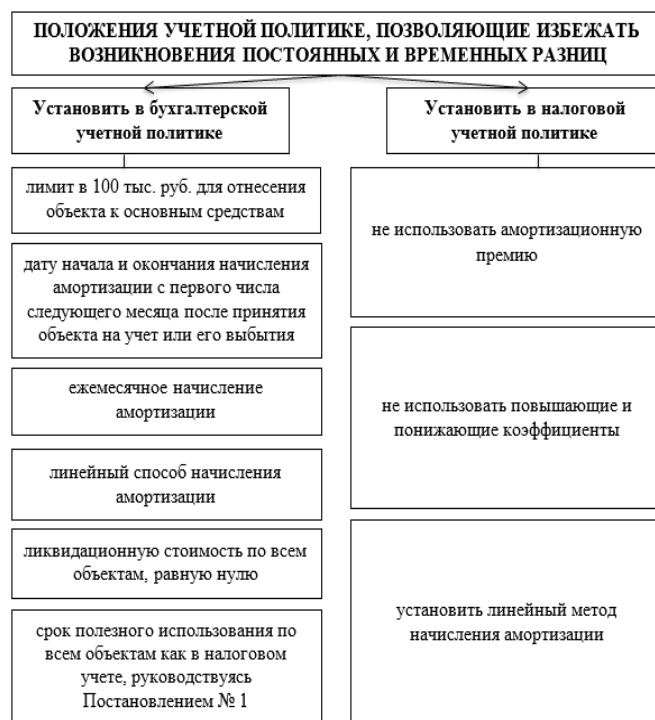 ПОЛОЖЕНИЯ УЧЕТНОЙ ПОЛИТИКЕ, ПОЗВОЛЯЮЩИЕ ИЗБЕЖАТЬ
ВОЗНИКНОВЕНИЯ ПОСТОЯННЫХ И ВРЕМЕННЫХ РАЗНИЦ
Установить в бухгалтерской
учетной политике
лимит в 100 тыс. руб. для отнесения
объекта к основным средствам
дату начала и окончания начисления
амортизации с первого числа
следующего месяца после принятия
объекта на учет или его выбытия
ежемесячное начисление
амортизации
линейный способ начисления
амортизации
ликвидационную стоимость по всем
объектам, равную нулю
срок полезного использования по
всем объектам как в налоговом
учете, руководствуясь
Постановлением № 1
Установить в налоговой
учетной политике
не использовать амортизационную
премию
не использовать повышающие и
понижающие коэффициенты
установить линейный метод
начисления амортизации